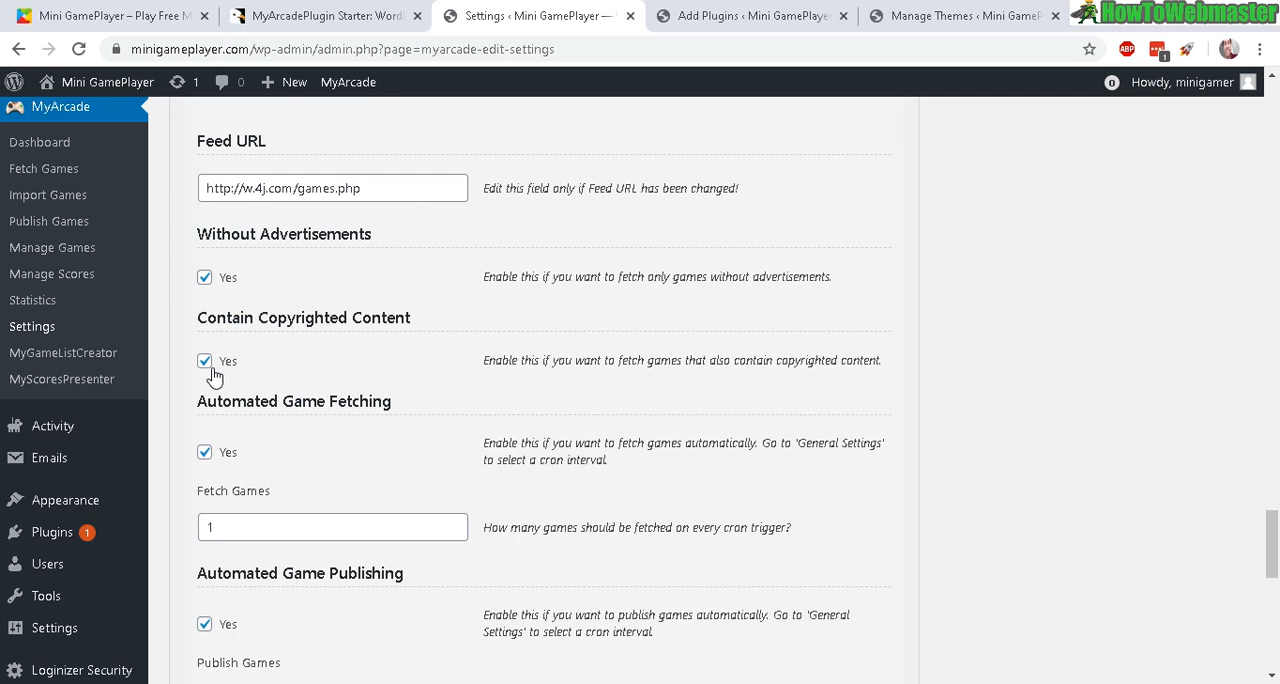 Mini GamePlayer – Play Free M
MyArcadePlugin Starter: Wordl
Settings ‹ Mini GamePlayer —
Add Plugins ‹ Mini GamePlaye
Manage Themes ‹ Mini GameP
HowToWebmaster
minigameplayer.com/wp-admin/admin.php?page=myarcade-edit-settings
ABP
1
Mini GamePlayer
1
0
New
MyArcade
0
Howdy, minigamer
MyArcade
Dashboard
Fetch Games
Import Games
Publish Games
Manage Games
Manage Scores
Statistics
Settings
MyGameListCreator
MyScoresPresenter
Activity
Emails
Appearance
Plugins 1
Users
Tools
Settings
Loginizer Security
Feed URL
http://w.4j.com/games.php
Edit this field only if Feed URL has been changed!
Without Advertisements
Yes
Enable this if you want to fetch only games without advertisements.
Contain Copyrighted Content
Yes
Enable this if you want to fetch games that also contain copyrighted content.
Automated Game Fetching
Yes
Enable this if you want to fetch games automatically. Go to 'General Settings'
to select a cron interval.
Fetch Games
1
How many games should be fetched on every cron trigger?
Automated Game Publishing
Yes
Enable this if you want to publish games automatically. Go to 'General
Settings' to select a cron interval.
Publish Games